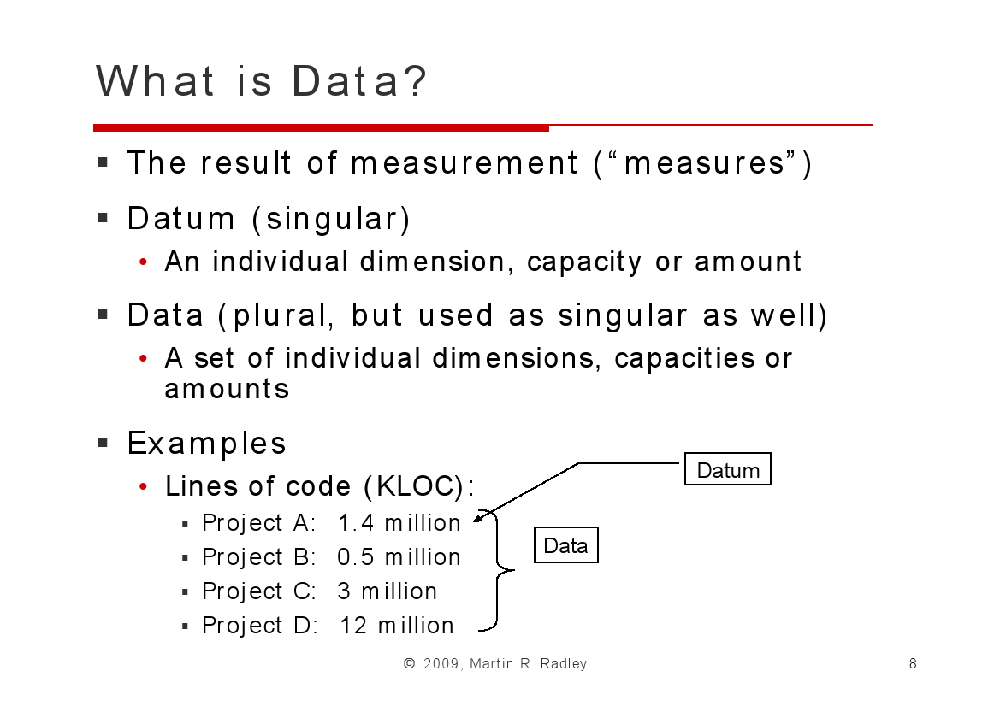 What is Data?
▪ The result of measurement (“measures”)
▪ Datum (singular)
• An individual dimension, capacity or amount
▪ Data (plural, but used as singular as well)
• A set of individual dimensions, capacities or
amounts
▪ Examples
Datum
• Lines of code (KLOC):
▪ Project A: 1.4 million
Data
▪ Project B: 0.5 million
▪ Project C: 3 million
▪ Project D: 12 million
© 2009, Martin R. Radley
8